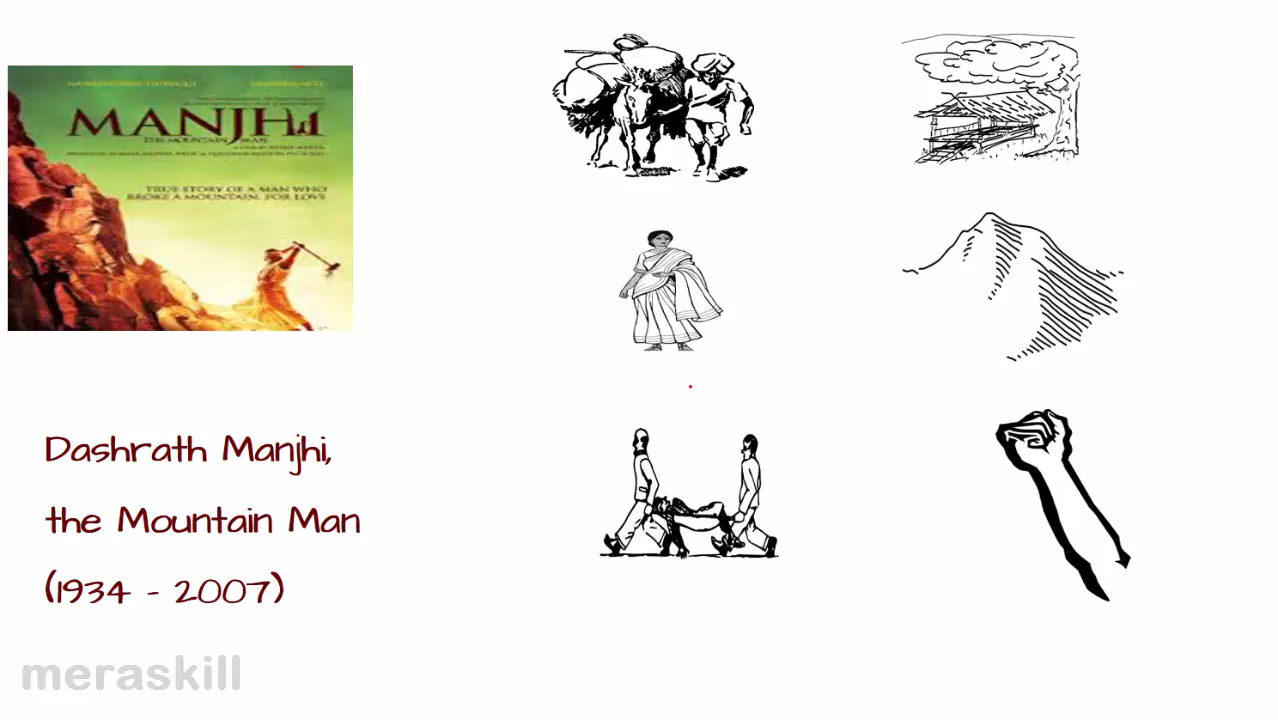 MANJHI
THE MOUNTAIN MAN
TRUE STORY OF A MAN WHO
BROKE A MOUNTAIN. FOR LOVE
Dashrath Manjhi,
the Mountain Man
(1934 - 2007)
meraskill